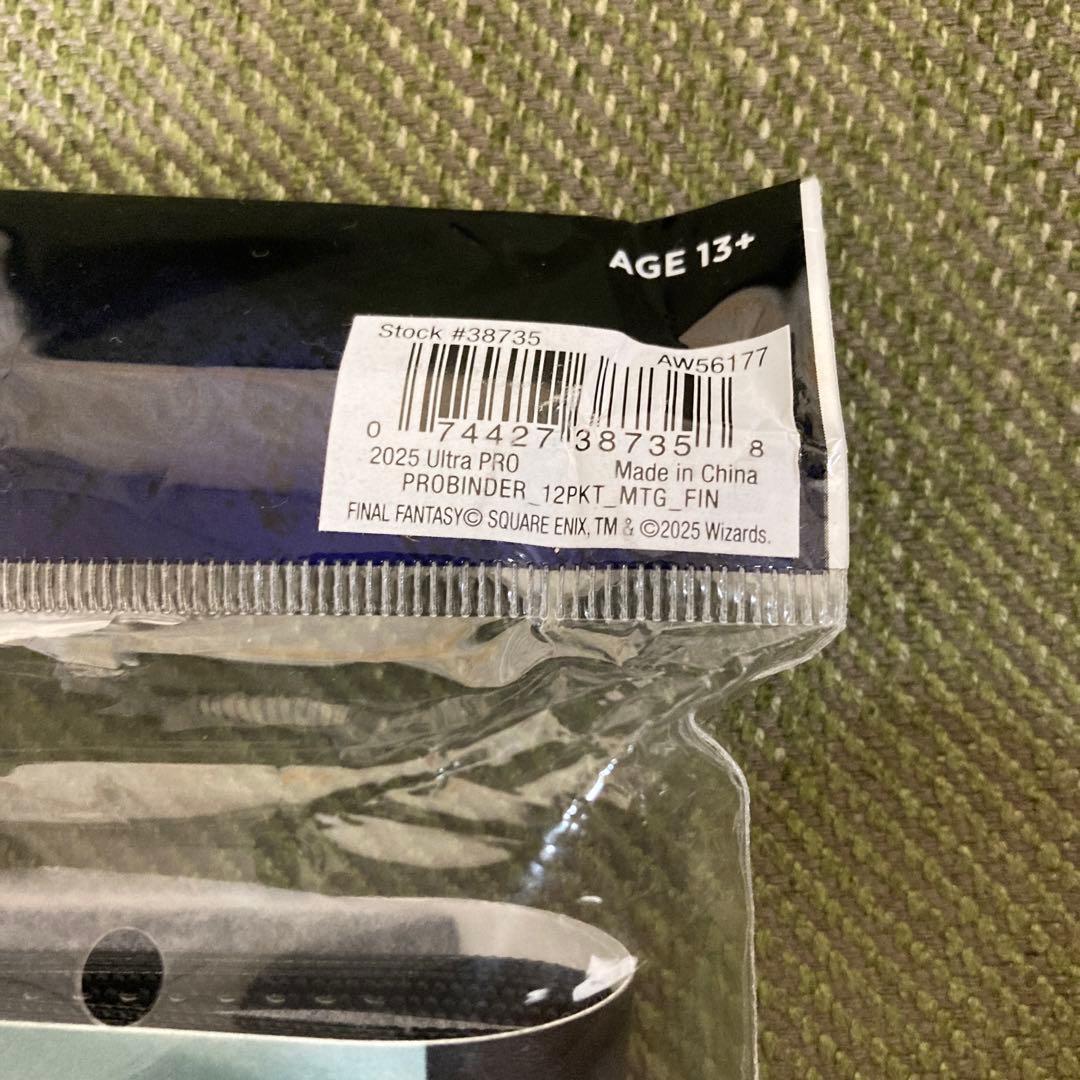 AGE 13+
Stock #38735
AW56177
0 74427 38735 8
2025 Ultra PRO
Made in China
PROBINDER_12PKT_MTG_FIN
FINAL FANTASY© SQUARE ENIX, TM & ©2025 Wizards.